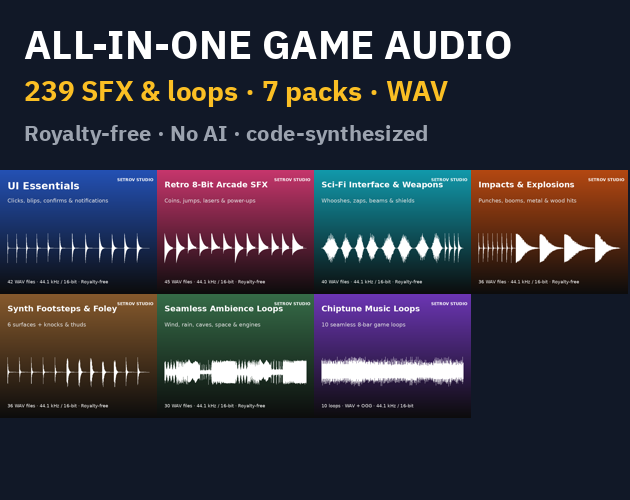 ALL-IN-ONE GAME AUDIO
239 SFX & loops · 7 packs · WAV
Royalty-free · No AI · code-synthesized
SETROV STUDIO
UI Essentials
Clicks, blips, confirms & notifications
42 WAV files · 44.1 kHz / 16-bit · Royalty-free
SETROV STUDIO
Retro 8-Bit Arcade SFX
Coins, jumps, lasers & power-ups
45 WAV files · 44.1 kHz / 16-bit · Royalty-free
SETROV STUDIO
Sci-Fi Interface & Weapons
Whooshes, zaps, beams & shields
40 WAV files · 44.1 kHz / 16-bit · Royalty-free
SETROV STUDIO
Impacts & Explosions
Punches, booms, metal & wood hits
36 WAV files · 44.1 kHz / 16-bit · Royalty-free
SETROV STUDIO
Synth Footsteps & Foley
6 surfaces + knocks & thuds
36 WAV files · 44.1 kHz / 16-bit · Royalty-free
SETROV STUDIO
Seamless Ambience Loops
Wind, rain, caves, space & engines
30 WAV files · 44.1 kHz / 16-bit · Royalty-free
SETROV STUDIO
Chiptune Music Loops
10 seamless 8-bar game loops
10 loops · WAV + OGG · 44.1 kHz / 16-bit